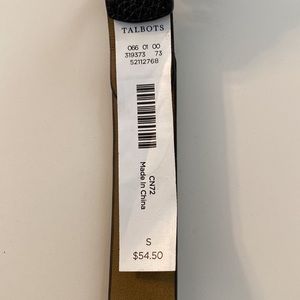 TALBOTS
066 01 00
319373 73
52112768
CN72
Made In China
S
$54.50